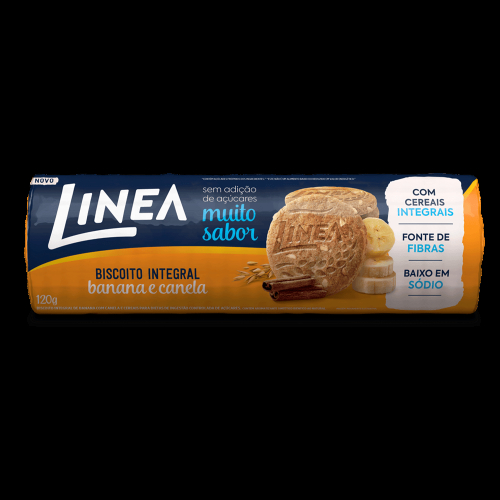 NOVO
LINEA
sem adição
de açúcares
muito
sabor
LINEA
COM
CEREAIS
INTEGRAIS
FONTE DE
FIBRAS
BAIXO EM
SÓDIO
BISCOITO INTEGRAL
banana e canela
120g